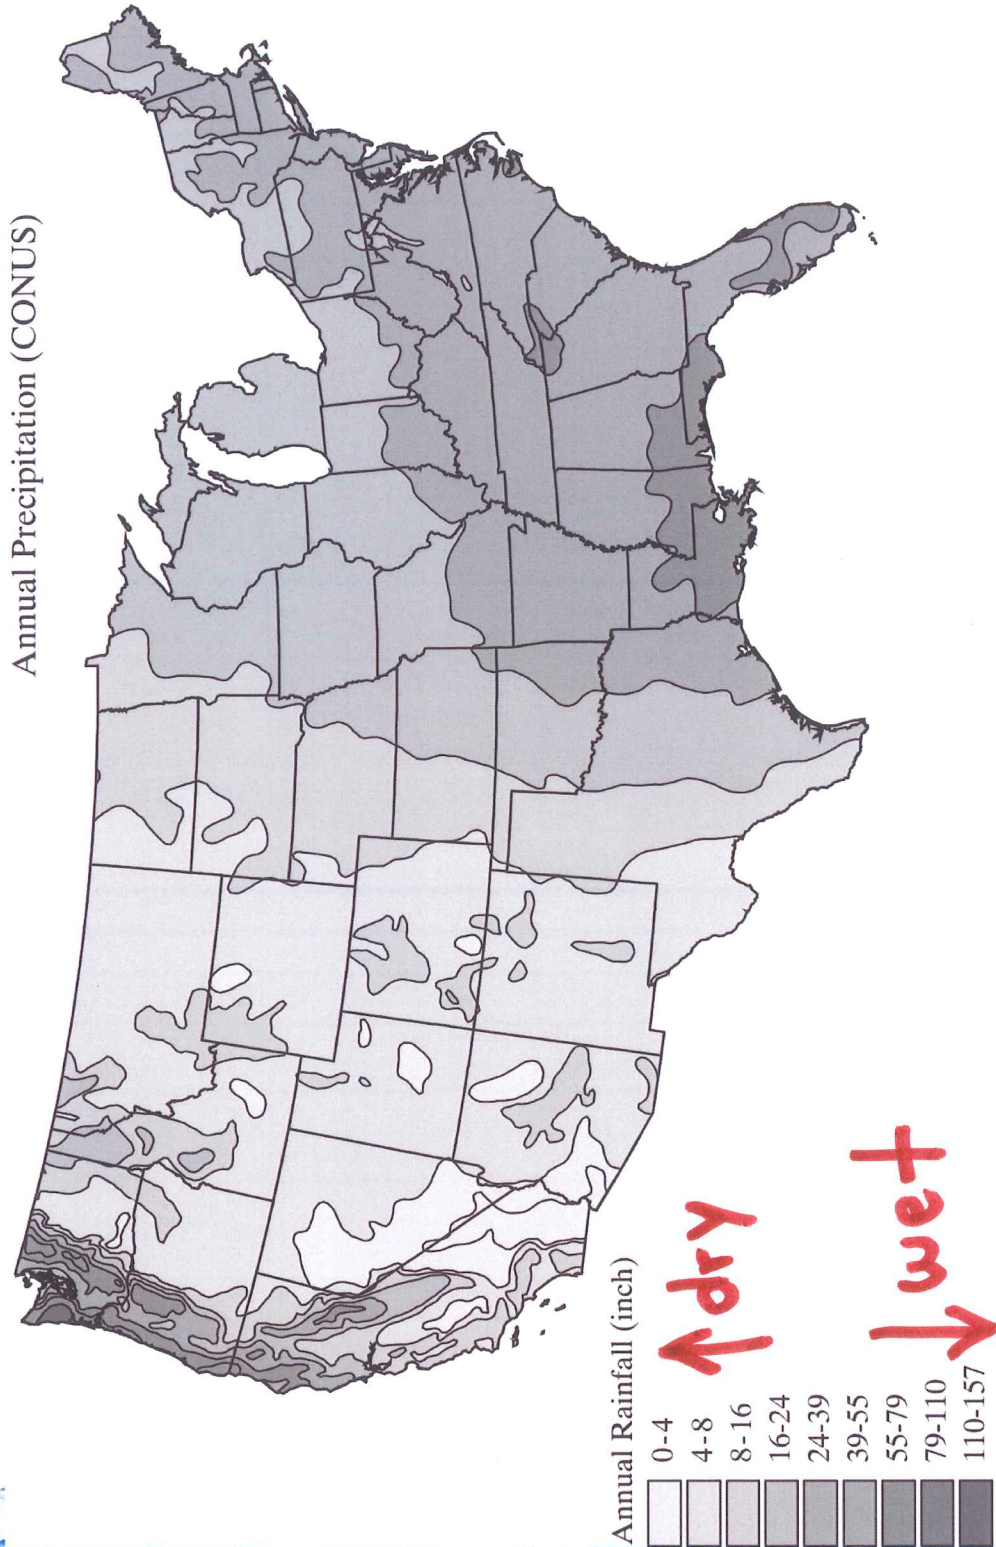 Annual Precipitation (CONUS)
Annual Rainfall (inch)
0-4
4-8
8-16
16-24
24-39
39-55
55-79
79-110
110-157
dry
wet